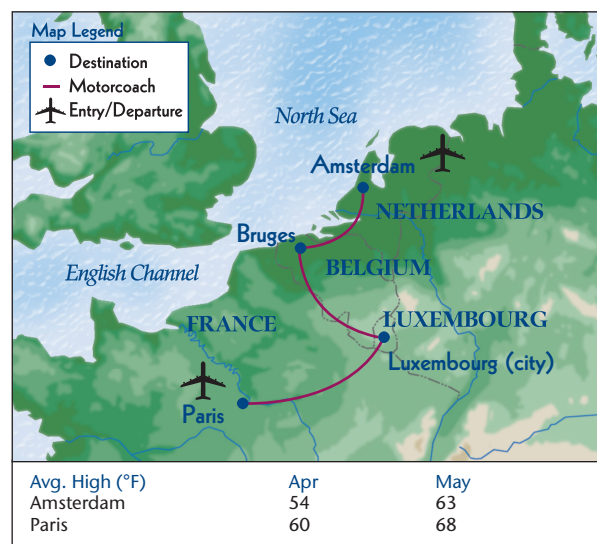 Map Legend
Destination
Motorcoach
Entry/Departure
North Sea
Amsterdam
NETHERLANDS
Bruges
BELGIUM
English Channel
FRANCE
LUXEMBOURG
Luxembourg (city)
Paris
Avg. High (°F) Apr May
Amsterdam 54 63
Paris 60 68